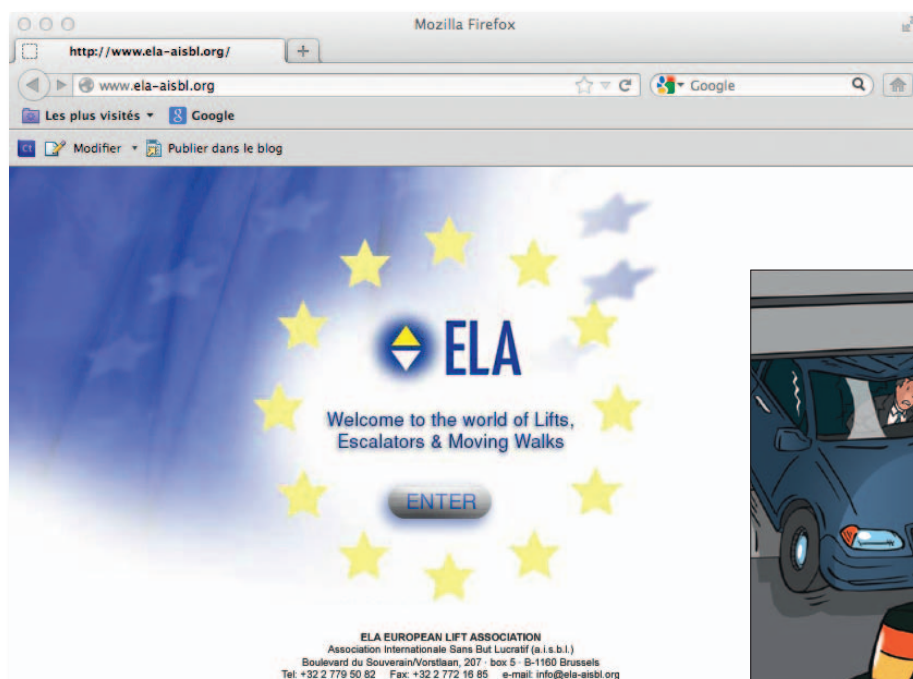 Mozilla Firefox
http://www.ela-aisbl.org/
www.ela-aisbl.org
Google
Les plus visités
Google
Modifier
Publier dans le blog
ELA
Welcome to the world of Lifts,
Escalators & Moving Walks
ENTER
ELA EUROPEAN LIFT ASSOCIATION
Association Internationale Sans But Lucratif (a.i.s.b.l.)
Boulevard du Souverain/Vorstlaan, 207 · box 5 · B-1160 Brussels
Tel: +32 2 779 50 82 Fax: +32 2 772 16 85 e-mail: info@ela-aisbl.org